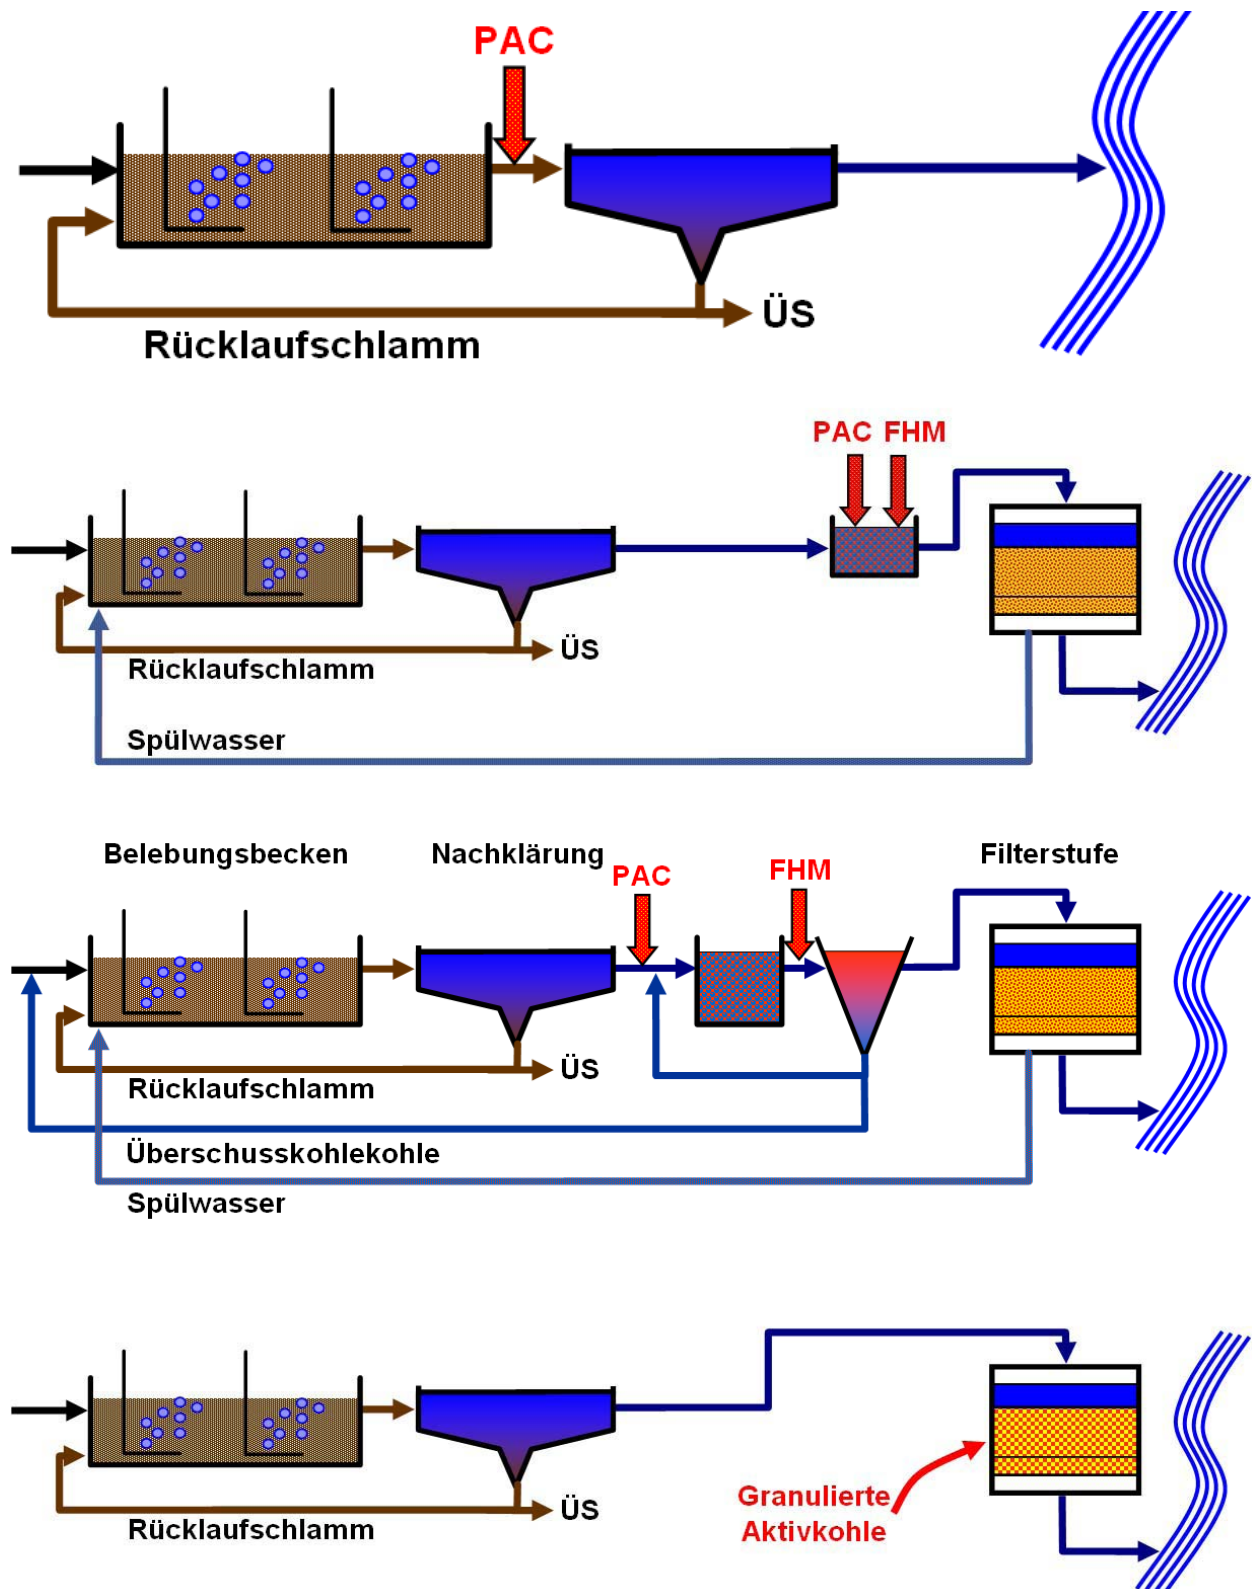 PAC
ÜS
Rücklaufschlamm
PAC FHM
ÜS
Rücklaufschlamm
Spülwasser
Belebungsbecken Nachklärung Filterstufe
PAC FHM
ÜS
Rücklaufschlamm
Überschusskohlekohle
Spülwasser
Granulierte
Aktivkohle
ÜS
Rücklaufschlamm